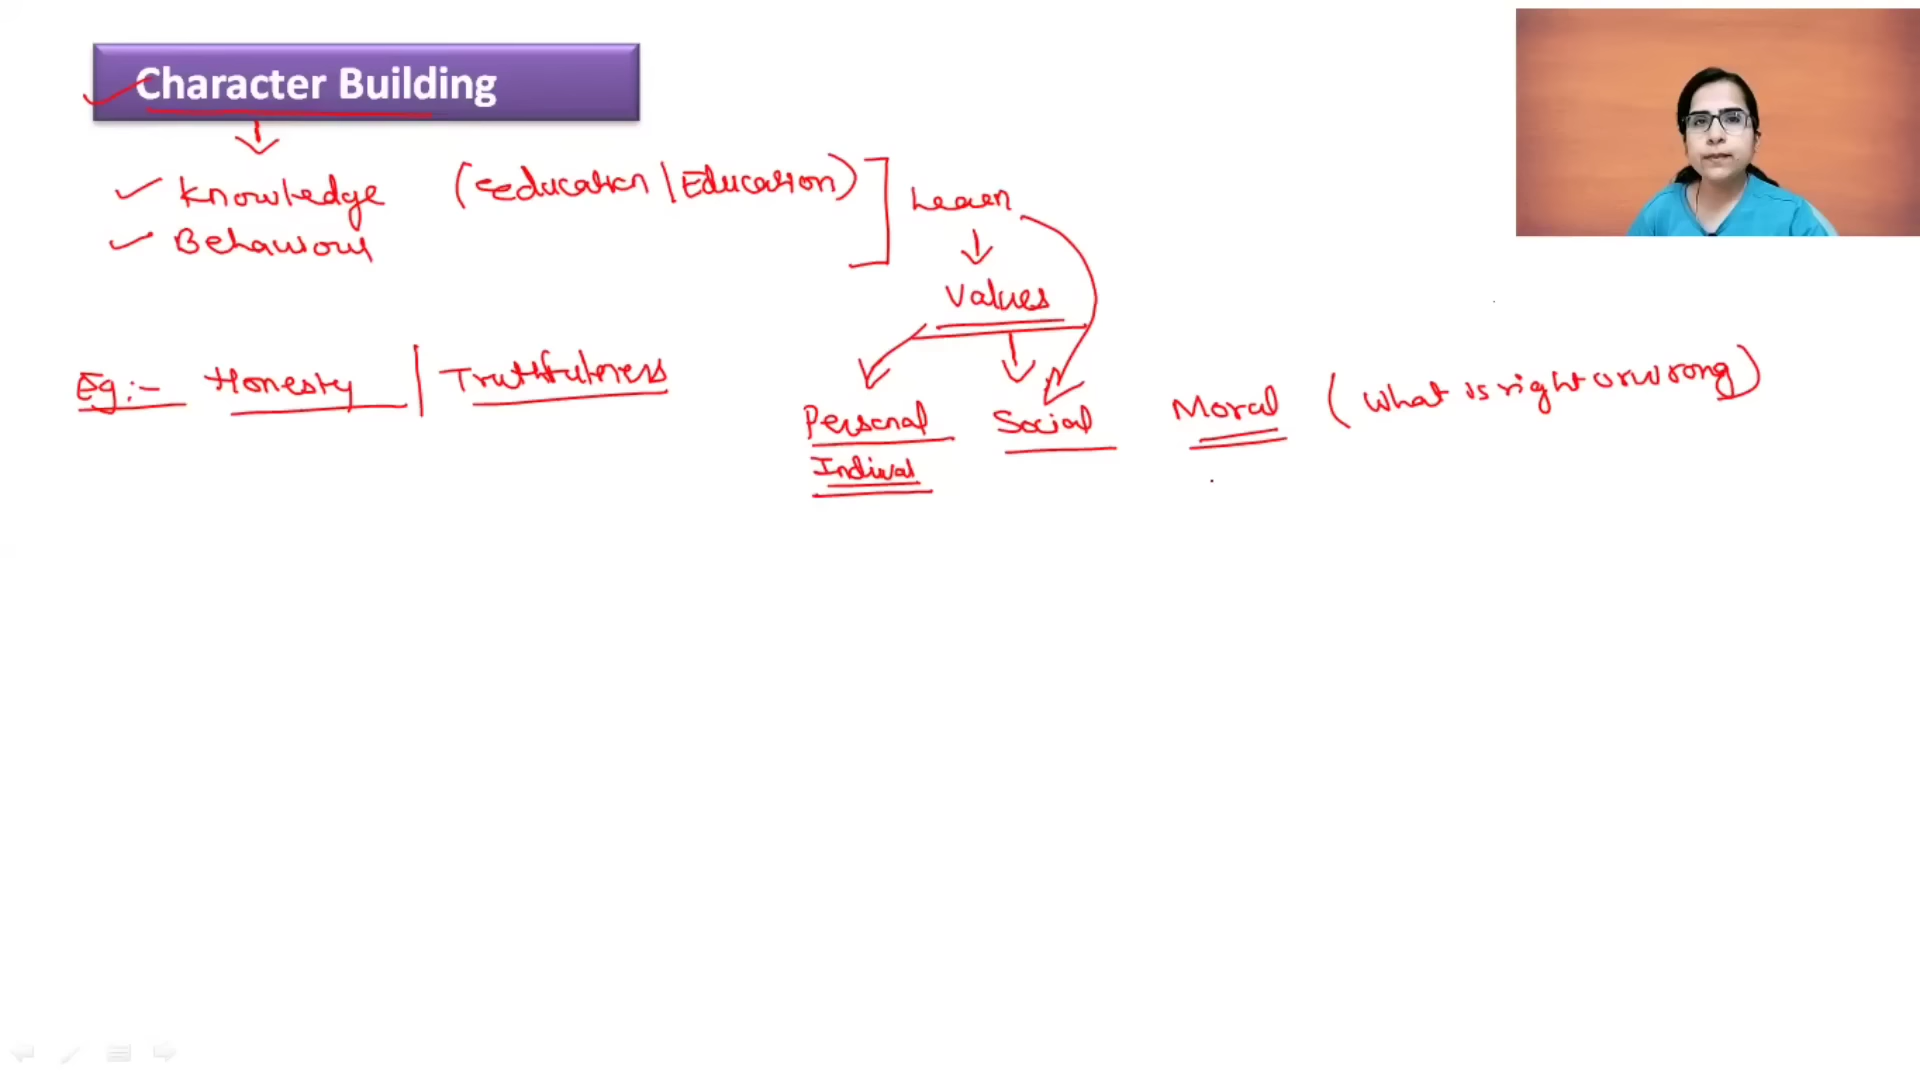 Character Building
Knowledge (Eeducation | Education)
Behaviour
Learn
Values
Eg:- Honesty | Truthfulness
Personal Social Moral (What is right or wrong)
Indival